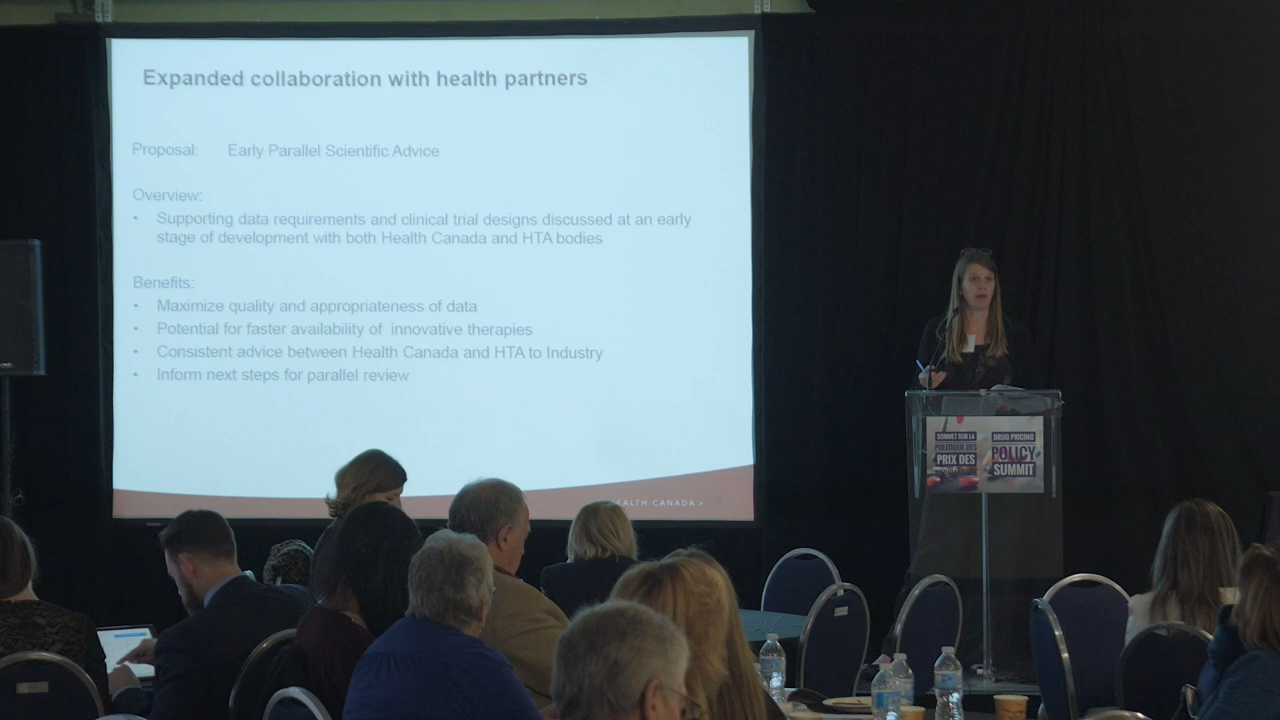 Expanded collaboration with health partners
Proposal: Early Parallel Scientific Advice
Overview:
• Supporting data requirements and clinical trial designs discussed at an early
stage of development with both Health Canada and HTA bodies
Benefits:
• Maximize quality and appropriateness of data
• Potential for faster availability of innovative therapies
• Consistent advice between Health Canada and HTA to Industry
• Inform next steps for parallel review
EALTH CANADA >
SOMMET SUR LA
POLITIQUE DES
PRIX DES
DRUG PRICING
POLICY
SUMMIT